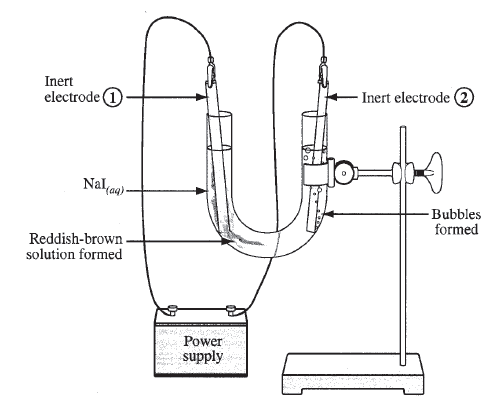 Inert
electrode 1
Inert electrode 2
NaI(aq)
Bubbles
formed
Reddish-brown
solution formed
Power
supply